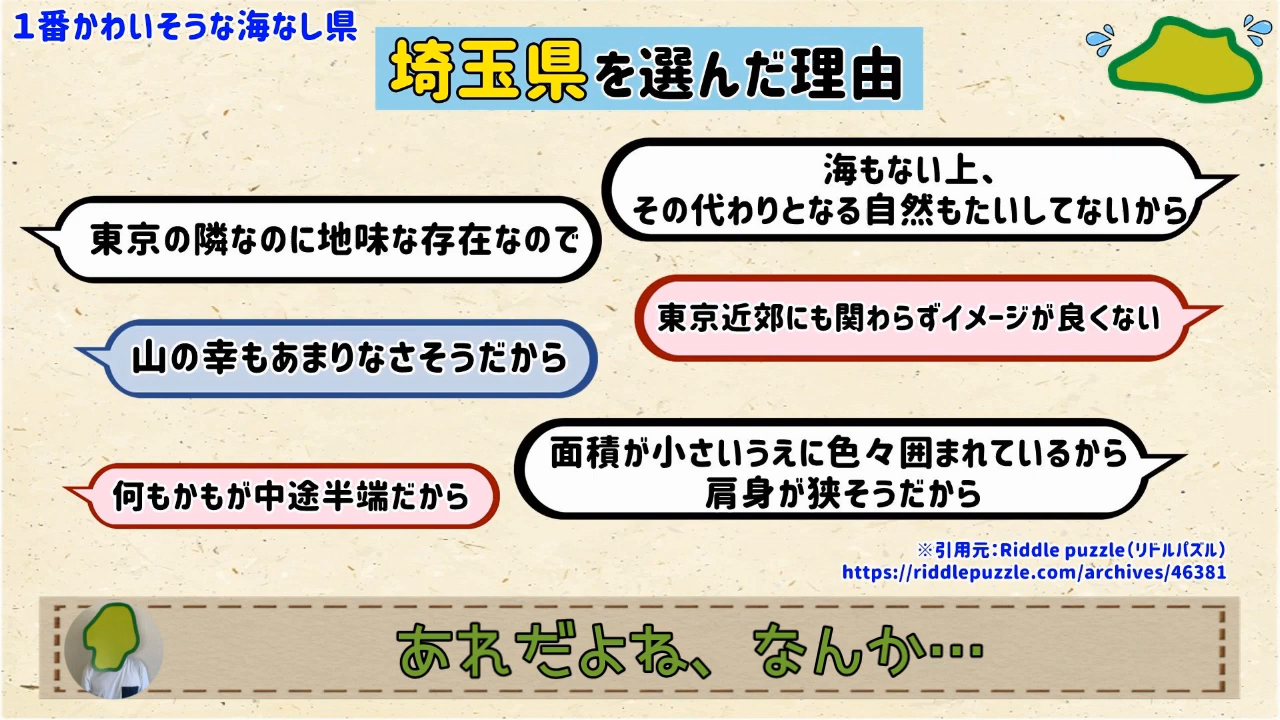 1番かわいそうな海なし県
埼玉県を選んだ理由
海もない上、
その代わりとなる自然もたいしてないから
東京の隣なのに地味な存在なので
東京近郊にも関わらずイメージが良くない
山の幸もあまりなさそうだから
面積が小さいうえに色々囲まれているから
肩身が狭そうだから
何もかもが中途半端だから
※引用元:Riddle puzzle(リドルパズル)
https://riddlepuzzle.com/archives/46381
あれだよね、なんか…